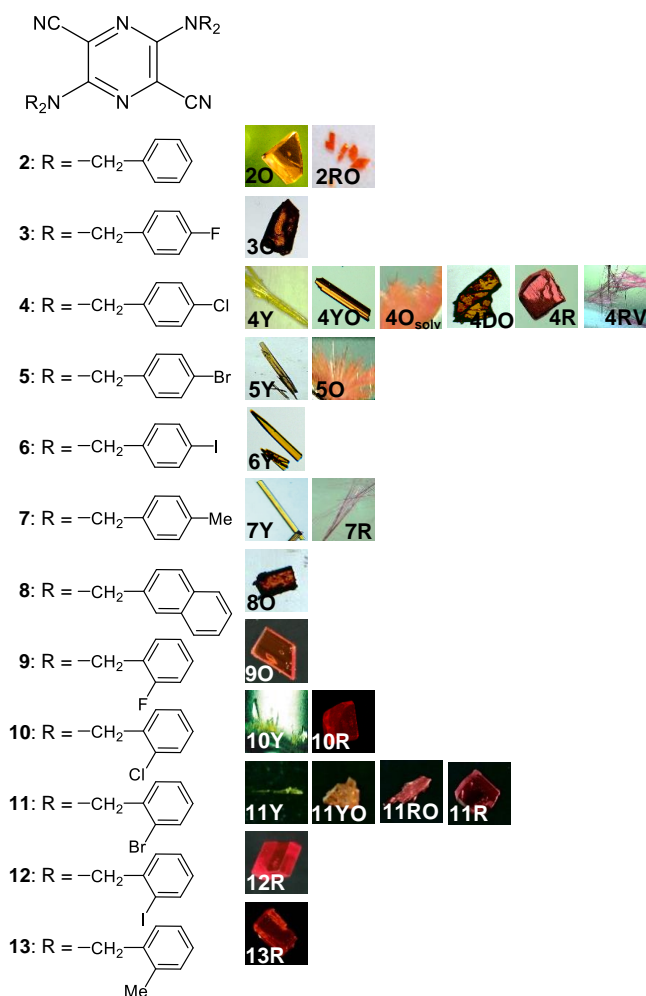 NC N NR2
R2N N CN
2: R = —CH2 2O 2RO
3: R = —CH2 F 3O
4: R = —CH2 Cl 4Y 4YO 4Osolv 4DO 4R 4RV
5: R = —CH2 Br 5Y 5O
6: R = —CH2 I 6Y
7: R = —CH2 Me 7Y 7R
8: R = —CH2 8O
9: R = —CH2 9O
F
10: R = —CH2 10Y 10R
Cl
11: R = —CH2 11Y 11YO 11RO 11R
Br
12: R = —CH2 12R
I
13: R = —CH2 13R
Me